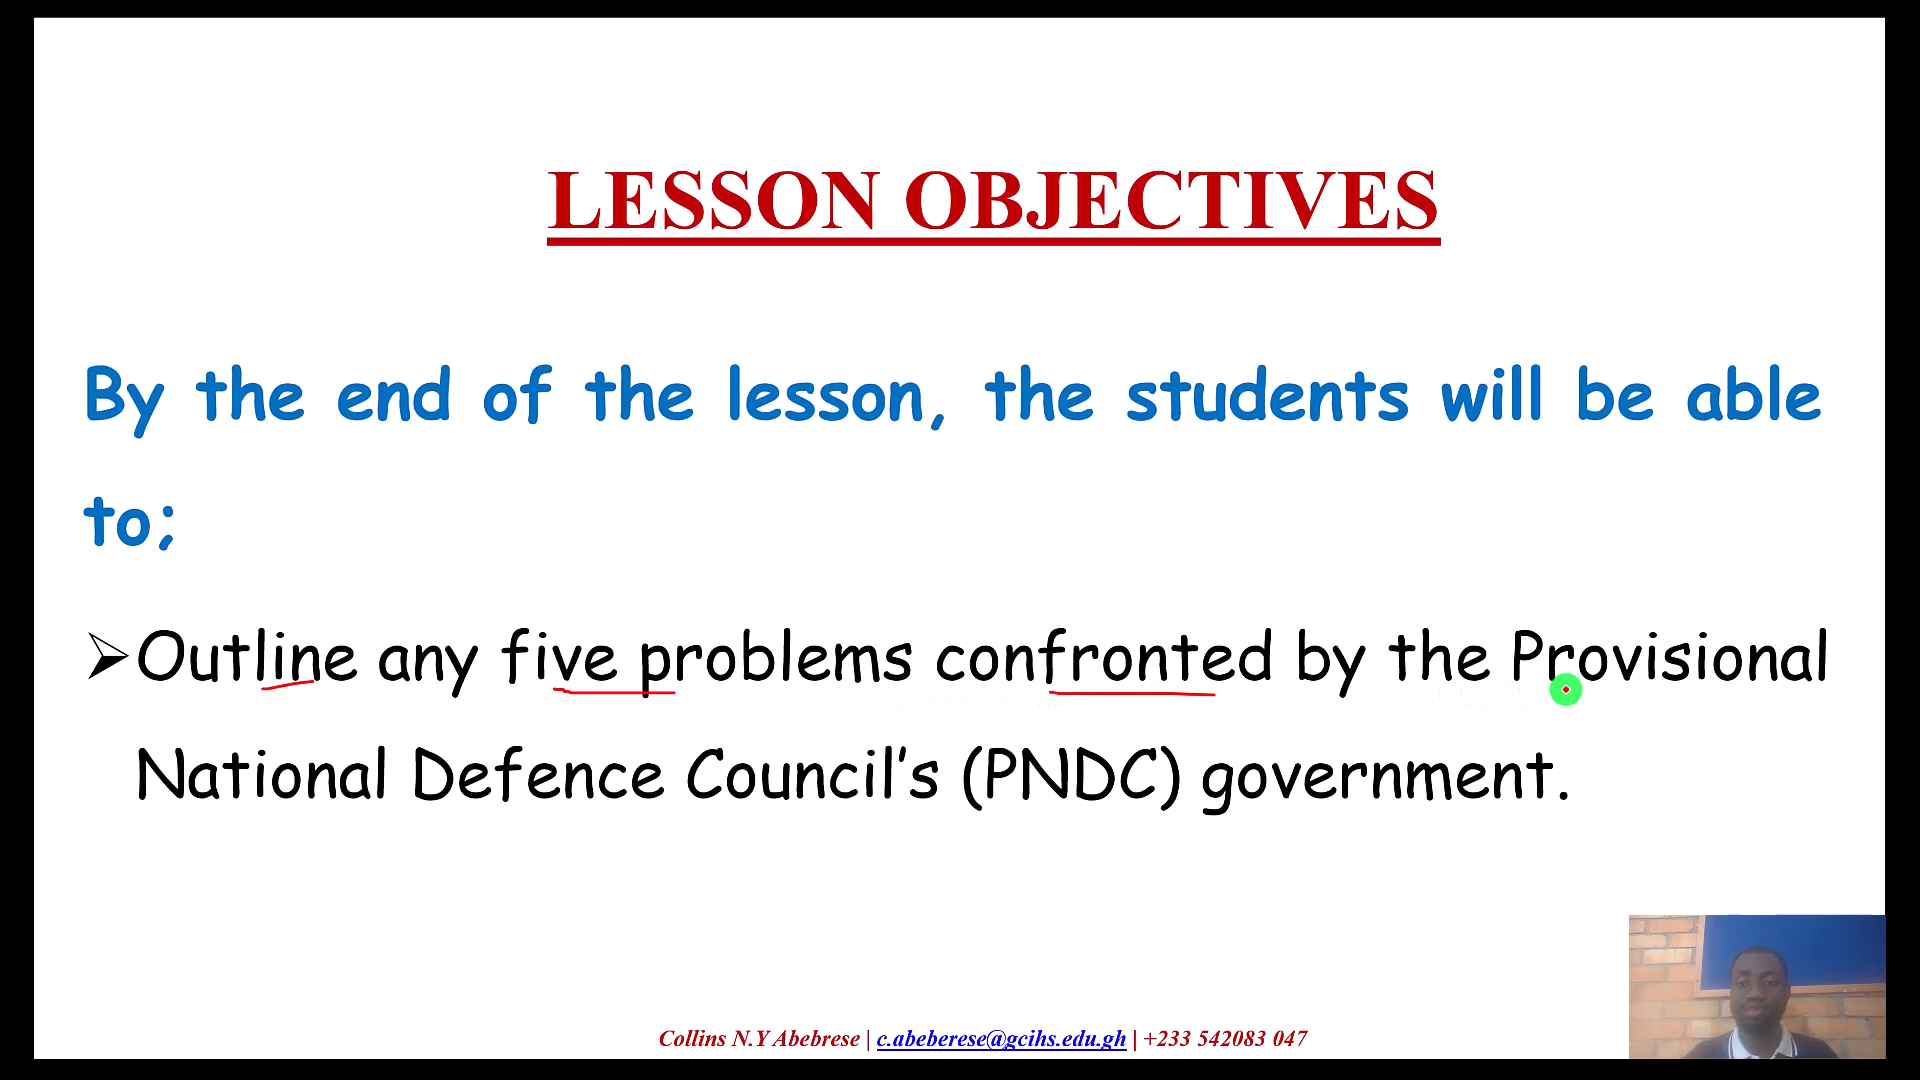 LESSON OBJECTIVES
By the end of the lesson, the students will be able
to;
➢Outline any five problems confronted by the Provisional
National Defence Council’s (PNDC) government.
Collins N.Y Abebrese | c.abeberese@gcihs.edu.gh | +233 542083 047